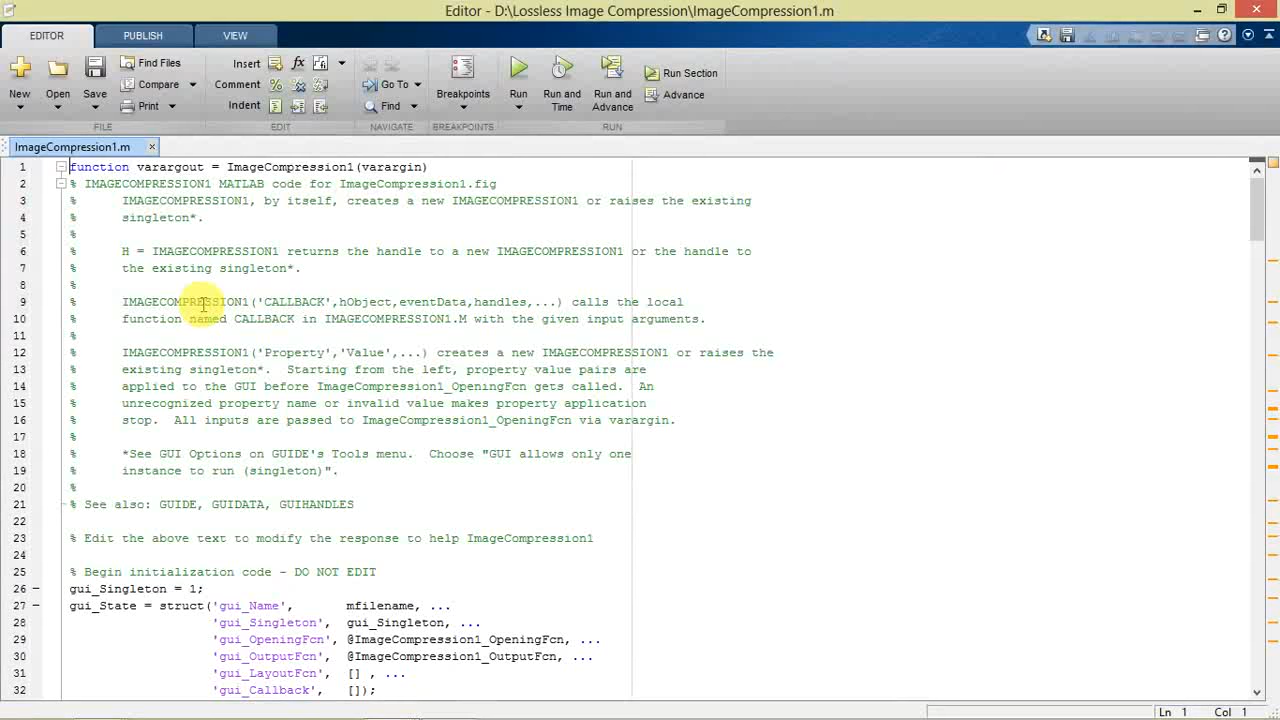 Editor - D:\Lossless Image Compression\ImageCompression1.m
EDITOR PUBLISH VIEW
New Open Save Find Files Compare Print
Insert Comment Indent fx
Go To Find
Breakpoints
Run Run and Time Run and Advance Run Section Advance
FILE EDIT NAVIGATE BREAKPOINTS RUN
ImageCompression1.m
1 function varargout = ImageCompression1(varargin)
2 % IMAGECOMPRESSION1 MATLAB code for ImageCompression1.fig
3 % IMAGECOMPRESSION1, by itself, creates a new IMAGECOMPRESSION1 or raises the existing
4 % singleton*.
5 %
6 % H = IMAGECOMPRESSION1 returns the handle to a new IMAGECOMPRESSION1 or the handle to
7 % the existing singleton*.
8 %
9 % IMAGECOMPRESSION1('CALLBACK',hObject,eventData,handles,...) calls the local
10 % function named CALLBACK in IMAGECOMPRESSION1.M with the given input arguments.
11 %
12 % IMAGECOMPRESSION1('Property','Value',...) creates a new IMAGECOMPRESSION1 or raises the
13 % existing singleton*. Starting from the left, property value pairs are
14 % applied to the GUI before ImageCompression1_OpeningFcn gets called. An
15 % unrecognized property name or invalid value makes property application
16 % stop. All inputs are passed to ImageCompression1_OpeningFcn via varargin.
17 %
18 % *See GUI Options on GUIDE's Tools menu. Choose "GUI allows only one
19 % instance to run (singleton)".
20 %
21 % See also: GUIDE, GUIDATA, GUIHANDLES
22
23 % Edit the above text to modify the response to help ImageCompression1
24
25 % Begin initialization code - DO NOT EDIT
26 gui_Singleton = 1;
27 gui_State = struct('gui_Name', mfilename, ...
28 'gui_Singleton', gui_Singleton, ...
29 'gui_OpeningFcn', @ImageCompression1_OpeningFcn, ...
30 'gui_OutputFcn', @ImageCompression1_OutputFcn, ...
31 'gui_LayoutFcn', [] , ...
32 'gui_Callback', []);
Ln 1 Col 1